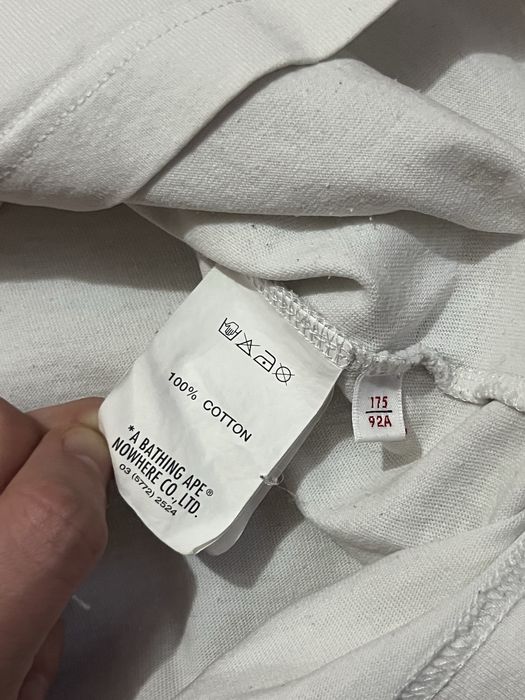 100% COTTON
*A BATHING APE®
NOWHERE CO., LTD.
03 (5772) 2524
175
92A